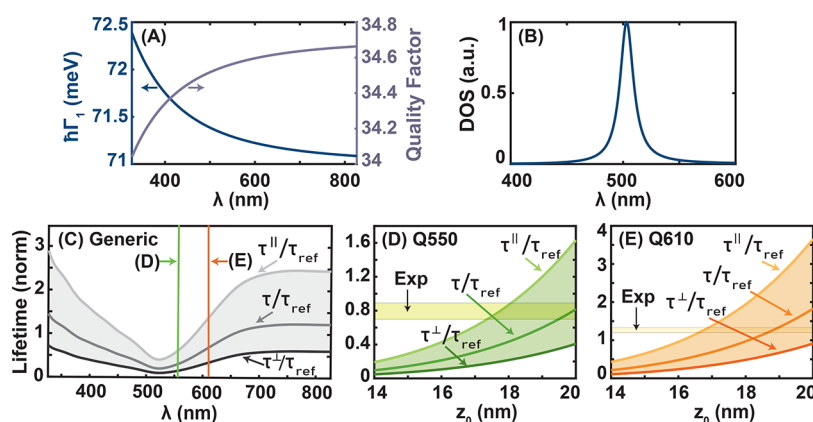 (A)
72.5
72
71.5
71
ħΓ1 (meV)
34.8
34.6
34.4
34.2
34
Quality Factor
400 500 600 700 800
λ (nm)
(B)
1
0.5
0
DOS (a.u.)
400 500 600
λ (nm)
(C) Generic
3
2
1
0
Lifetime (norm)
τ||/τref
(D)
(E)
τ/τref
τ⊥/τref
400 500 600 700 800
λ (nm)
(D) Q550
1.6
1.2
0.8
0.4
0
τ||/τref
Exp
τ/τref
τ⊥/τref
14 16 18 20
z0 (nm)
(E) Q610
4
3
2
1
0
τ||/τref
τ/τref
Exp
τ⊥/τref
14 16 18 20
z0 (nm)